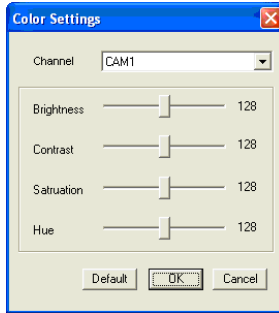 Color Settings
Channel CAM1
Brightness 128
Contrast 128
Satruation 128
Hue 128
Default OK Cancel